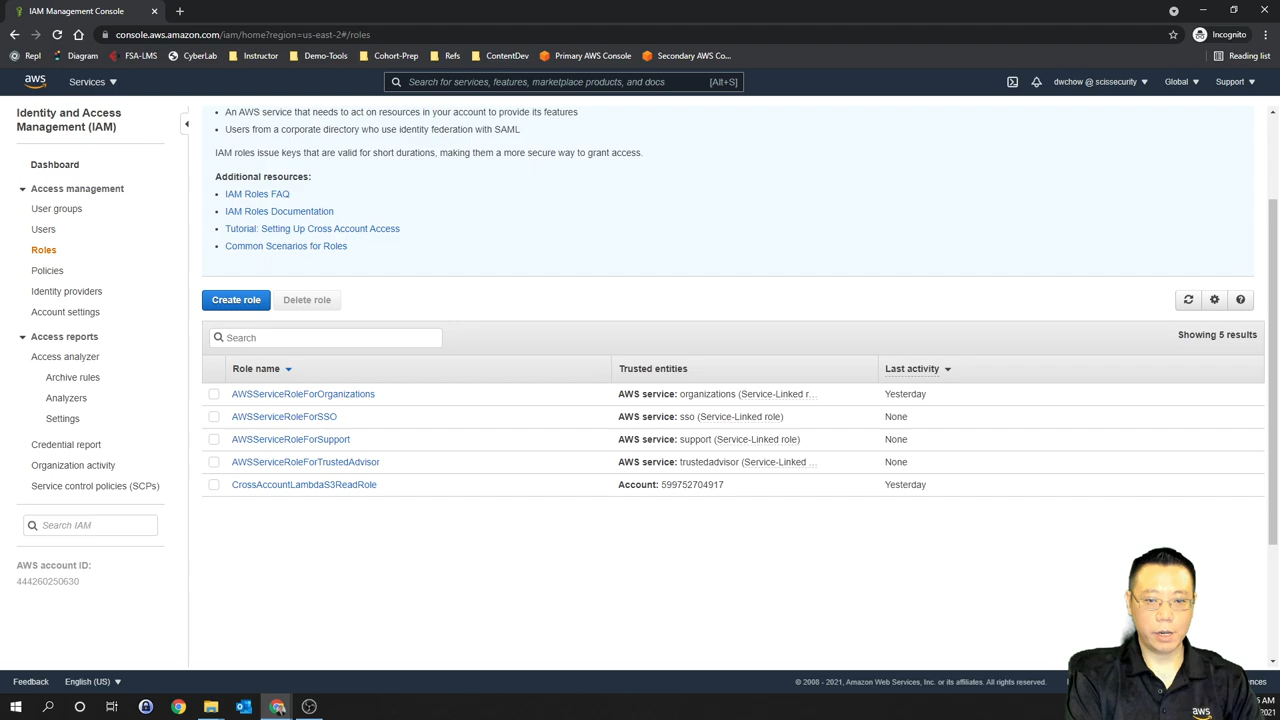 IAM Management Console
console.aws.amazon.com/iam/home?region=us-east-2#/roles
Incognito
Repl
Diagram
FSA-LMS
CyberLab
Instructor
Demo-Tools
Cohort-Prep
Refs
ContentDev
Primary AWS Console
Secondary AWS Co...
Reading list
aws
Services
Search for services, features, marketplace products, and docs
[Alt+S]
dwchow @ scissecurity
Global
Support
Identity and Access
Management (IAM)
Dashboard
Access management
User groups
Users
Roles
Policies
Identity providers
Account settings
Access reports
Access analyzer
Archive rules
Analyzers
Settings
Credential report
Organization activity
Service control policies (SCPs)
Search IAM
AWS account ID:
444260250630
An AWS service that needs to act on resources in your account to provide its features
Users from a corporate directory who use identity federation with SAML
IAM roles issue keys that are valid for short durations, making them a more secure way to grant access.
Additional resources:
IAM Roles FAQ
IAM Roles Documentation
Tutorial: Setting Up Cross Account Access
Common Scenarios for Roles
Create role
Delete role
Search
Showing 5 results
Role name
Trusted entities
Last activity
AWSServiceRoleForOrganizations
AWS service: organizations (Service-Linked r...
Yesterday
AWSServiceRoleForSSO
AWS service: sso (Service-Linked role)
None
AWSServiceRoleForSupport
AWS service: support (Service-Linked role)
None
AWSServiceRoleForTrustedAdvisor
AWS service: trustedadvisor (Service-Linked ...
None
CrossAccountLambdaS3ReadRole
Account: 599752704917
Yesterday
Feedback
English (US)
© 2008 - 2021, Amazon Web Services, Inc. or its affiliates. All rights reserved.
aws